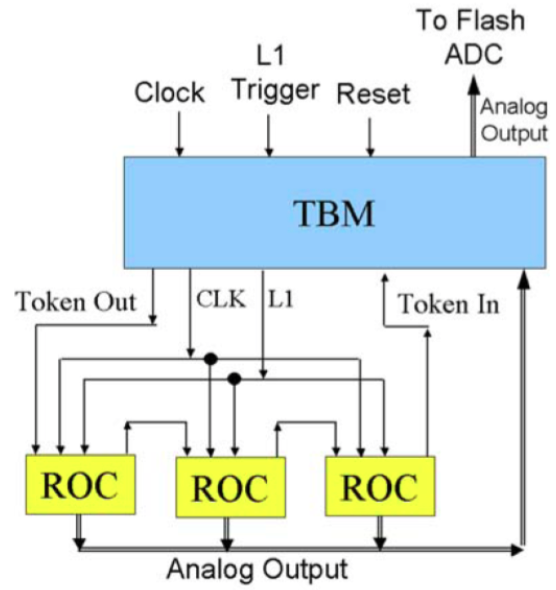 To Flash
ADC
L1
Clock Trigger Reset
Analog
Output
TBM
Token Out CLK L1 Token In
ROC ROC ROC
Analog Output